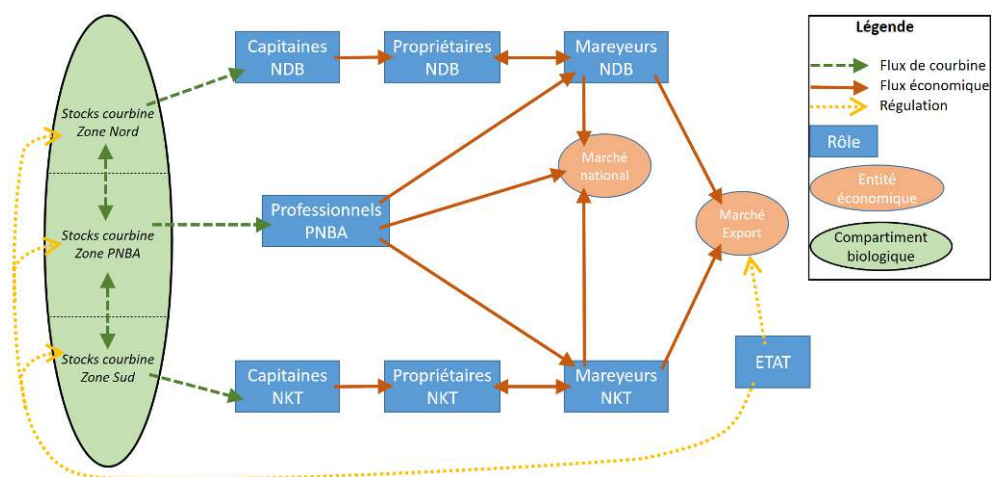 Capitaines
NDB
Propriétaires
NDB
Mareyeurs
NDB
Stocks courbine
Zone Nord
Marché
national
Professionnels
PNBA
Stocks courbine
Zone PNBA
Marché
Export
Stocks courbine
Zone Sud
Capitaines
NKT
Propriétaires
NKT
Mareyeurs
NKT
ETAT
Légende
Flux de courbine
Flux économique
Régulation
Rôle
Entité
économique
Compartiment
biologique